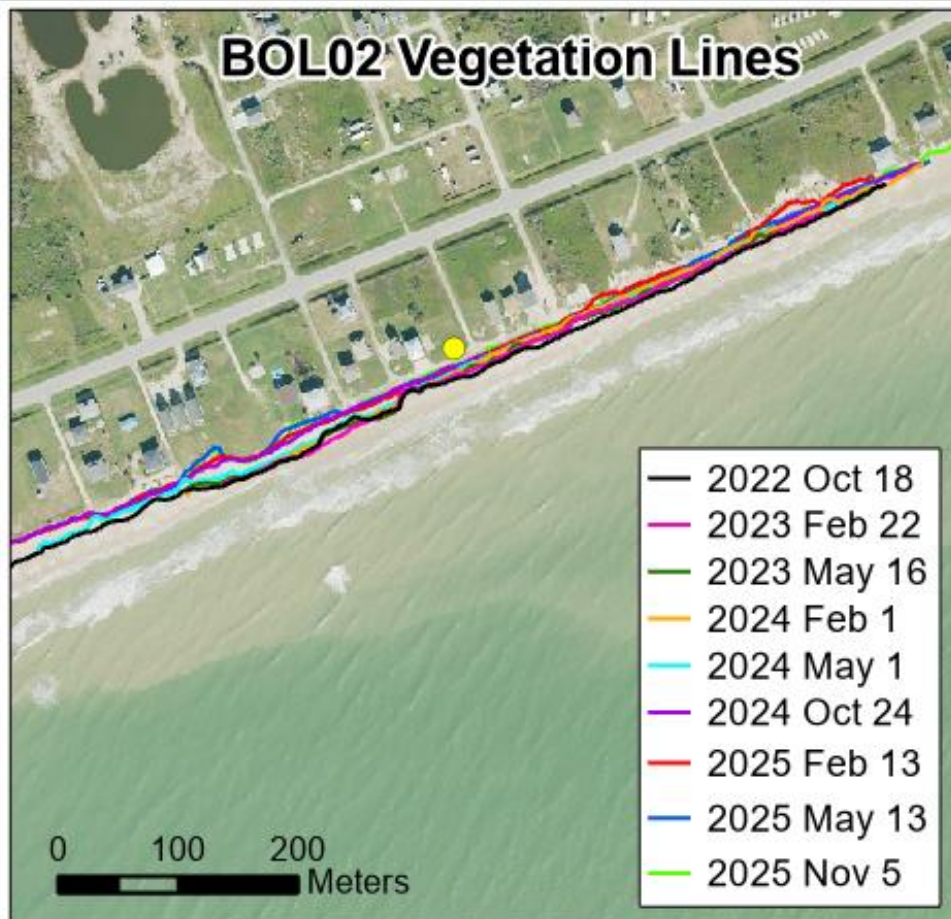 BOL02 Vegetation Lines
2022 Oct 18
2023 Feb 22
2023 May 16
2024 Feb 1
2024 May 1
2024 Oct 24
2025 Feb 13
2025 May 13
2025 Nov 5
0 100 200
Meters